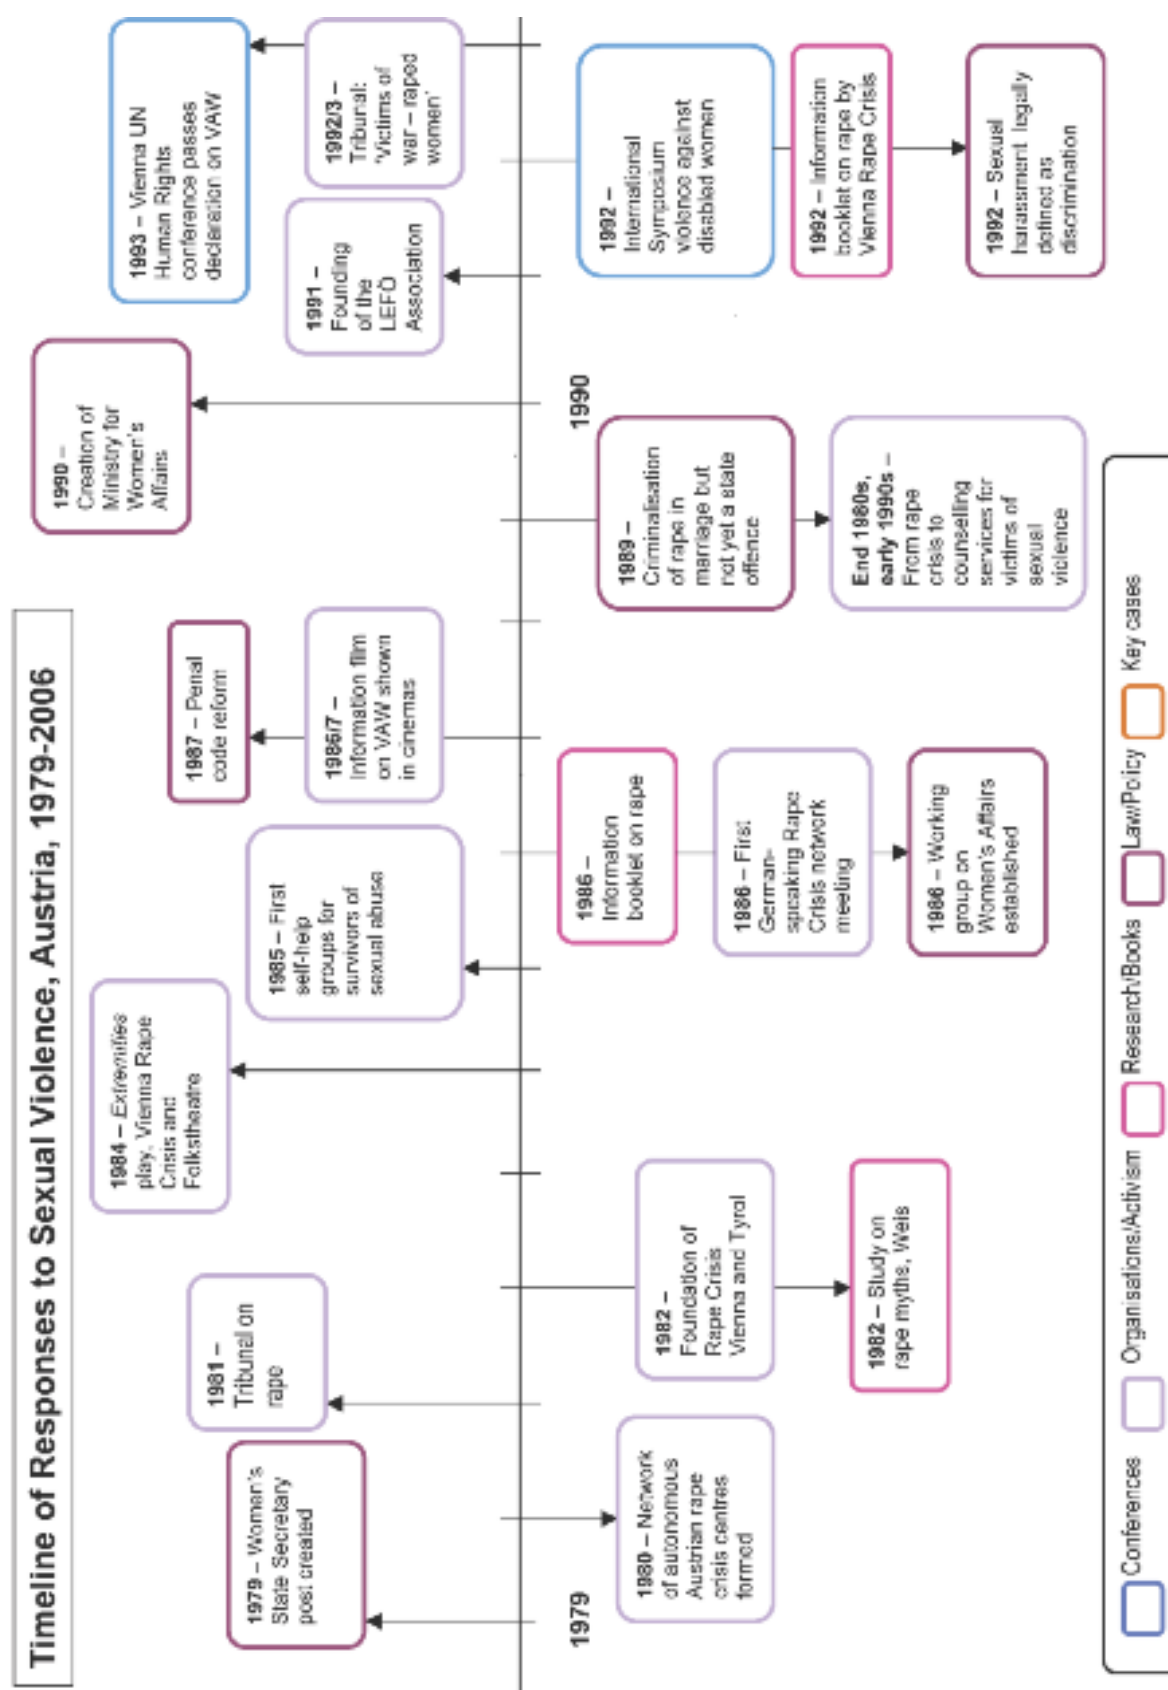 Timeline of Responses to Sexual Violence, Austria, 1979-2006
1979 – Women's
State Secretary
post created
1981 –
Tribunal on
rape
1984 – Extremities
play, Vienna Rape
Crisis and
Folkstheatre
1985 – First
self-help
groups for
survivors of
sexual abuse
1987 – Penal
code reform
1986/7 –
Information film
on VAW shown
in cinemas
1990 –
Creation of
Ministry for
Women's
Affairs
1991 –
Founding
of the
LEFÖ
Association
1993 – Vienna UN
Human Rights
conference passes
declaration on VAW
1992/3 –
Tribunal:
'Victims of
war – raped
women'
1979
1990
1980 – Network
of autonomous
Austrian rape
crisis centres
formed
1982 –
Foundation of
Rape Crisis
Vienna and Tyrol
1982 – Study on
rape myths, Weis
1986 –
Information
booklet on rape
1986 – First
German-
speaking Rape
Crisis network
meeting
1986 – Working
group on
Women's Affairs
established
1989 –
Criminalisation
of rape in
marriage but
not yet a state
offence
End 1980s,
early 1990s –
From rape
crisis to
counselling
services for
victims of
sexual
violence
1992 –
International
Symposium
violence against
disabled women
1992 – Information
booklet on rape by
Vienna Rape Crisis
1992 – Sexual
harassment legally
defined as
discrimination
Conferences
Organisations/Activism
Research/Books
Law/Policy
Key cases